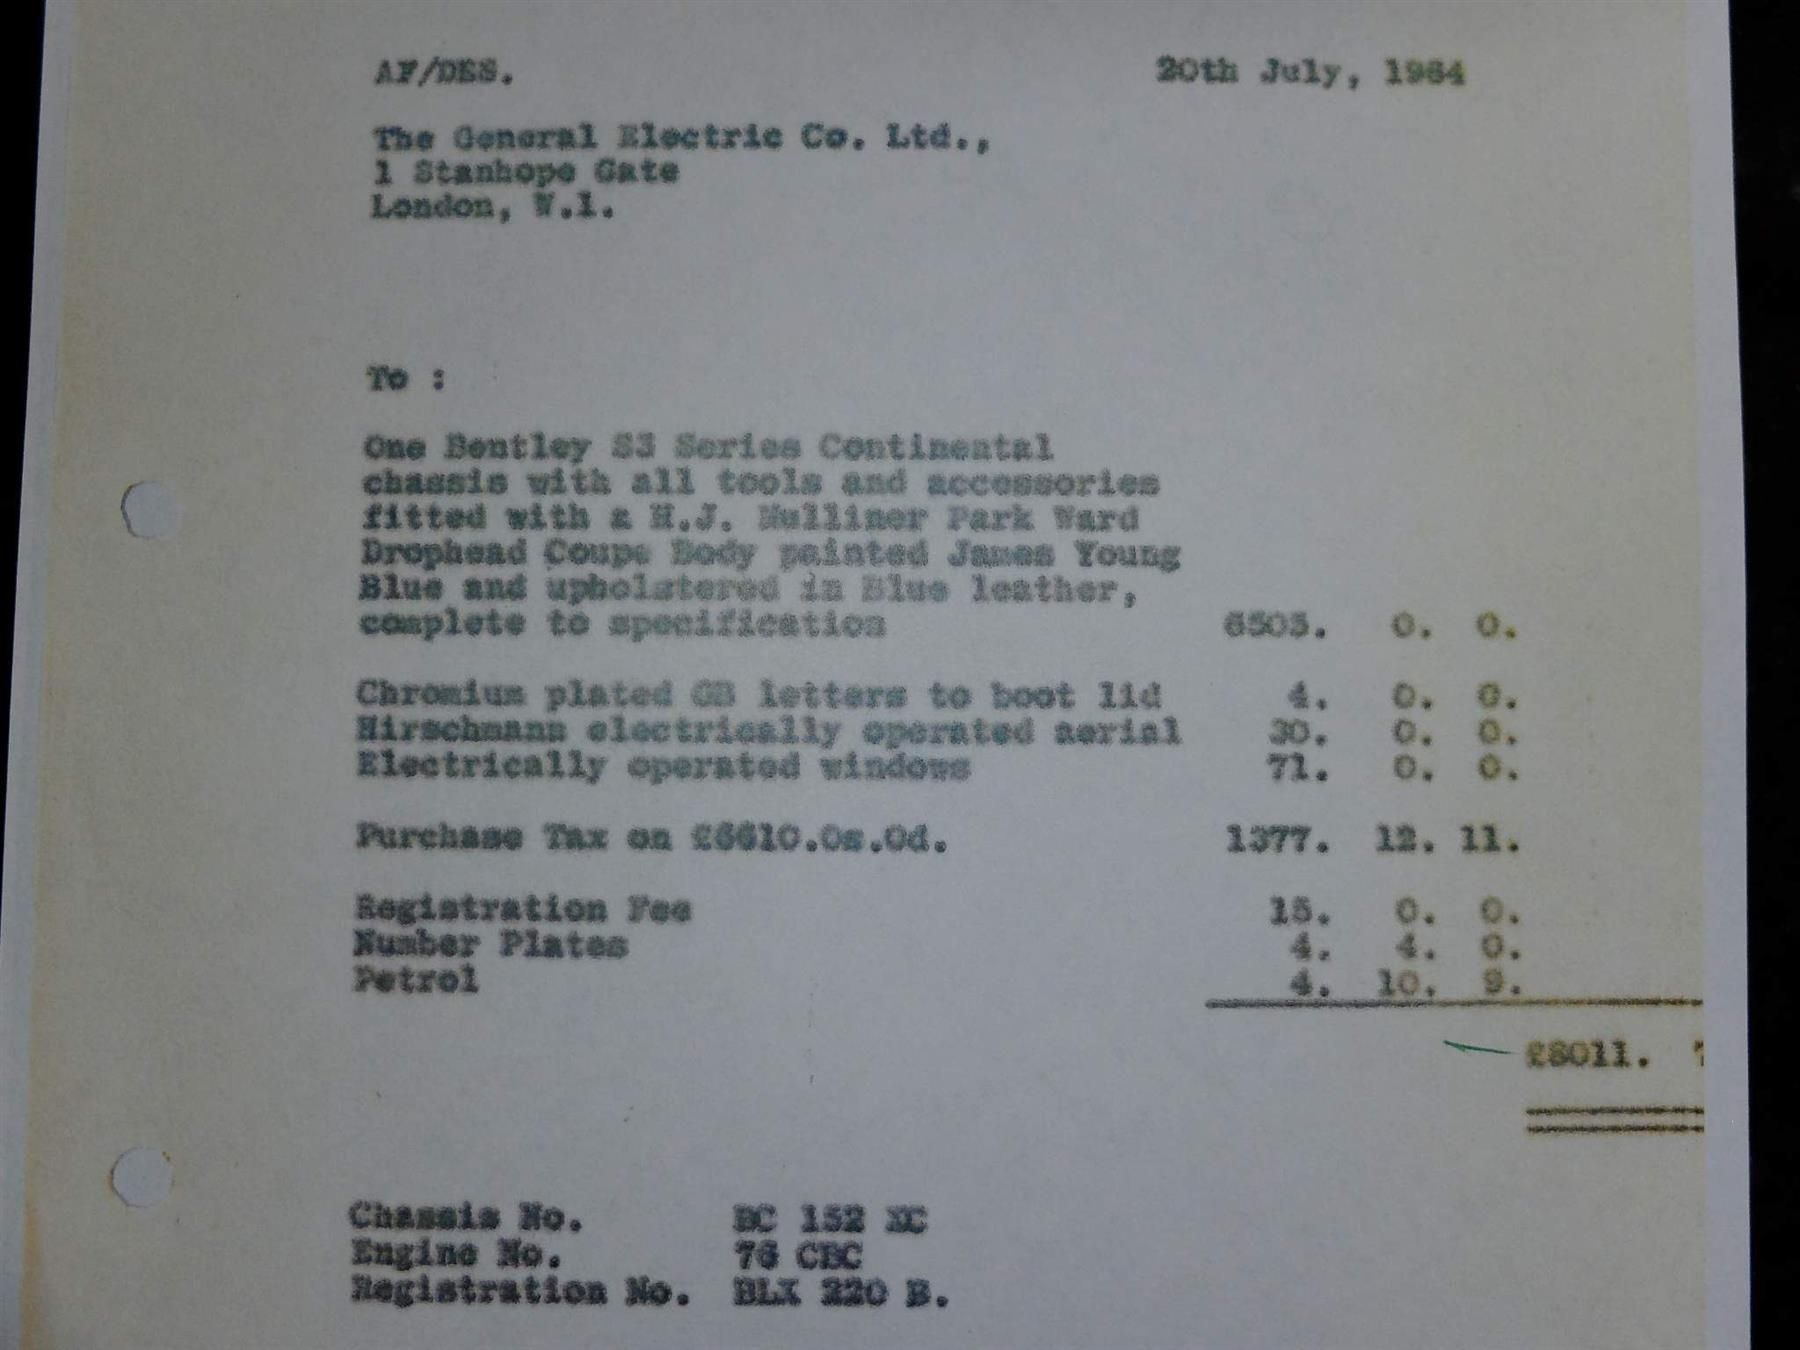 AF/DES. 20th July, 1964
The General Electric Co. Ltd.,
1 Stanhope Gate
London, W.1.
To :
One Bentley S3 Series Continental
chassis with all tools and accessories
fitted with a H.J. Mulliner Park Ward
Drophead Coupe Body painted James Young
Blue and upholstered in Blue leather,
complete to specification 6505. 0. 0.
Chromium plated GB letters to boot lid 4. 0. 0.
Hirschmann electrically operated aerial 30. 0. 0.
Electrically operated windows 71. 0. 0.
Purchase Tax on £6610.0s.0d. 1377. 12. 11.
Registration Fee 15. 0. 0.
Number Plates 4. 4. 0.
Petrol 4. 10. 9.
£8011.
Chassis No. BC 152 XC
Engine No. 76 CBC
Registration No. BLX 220 B.